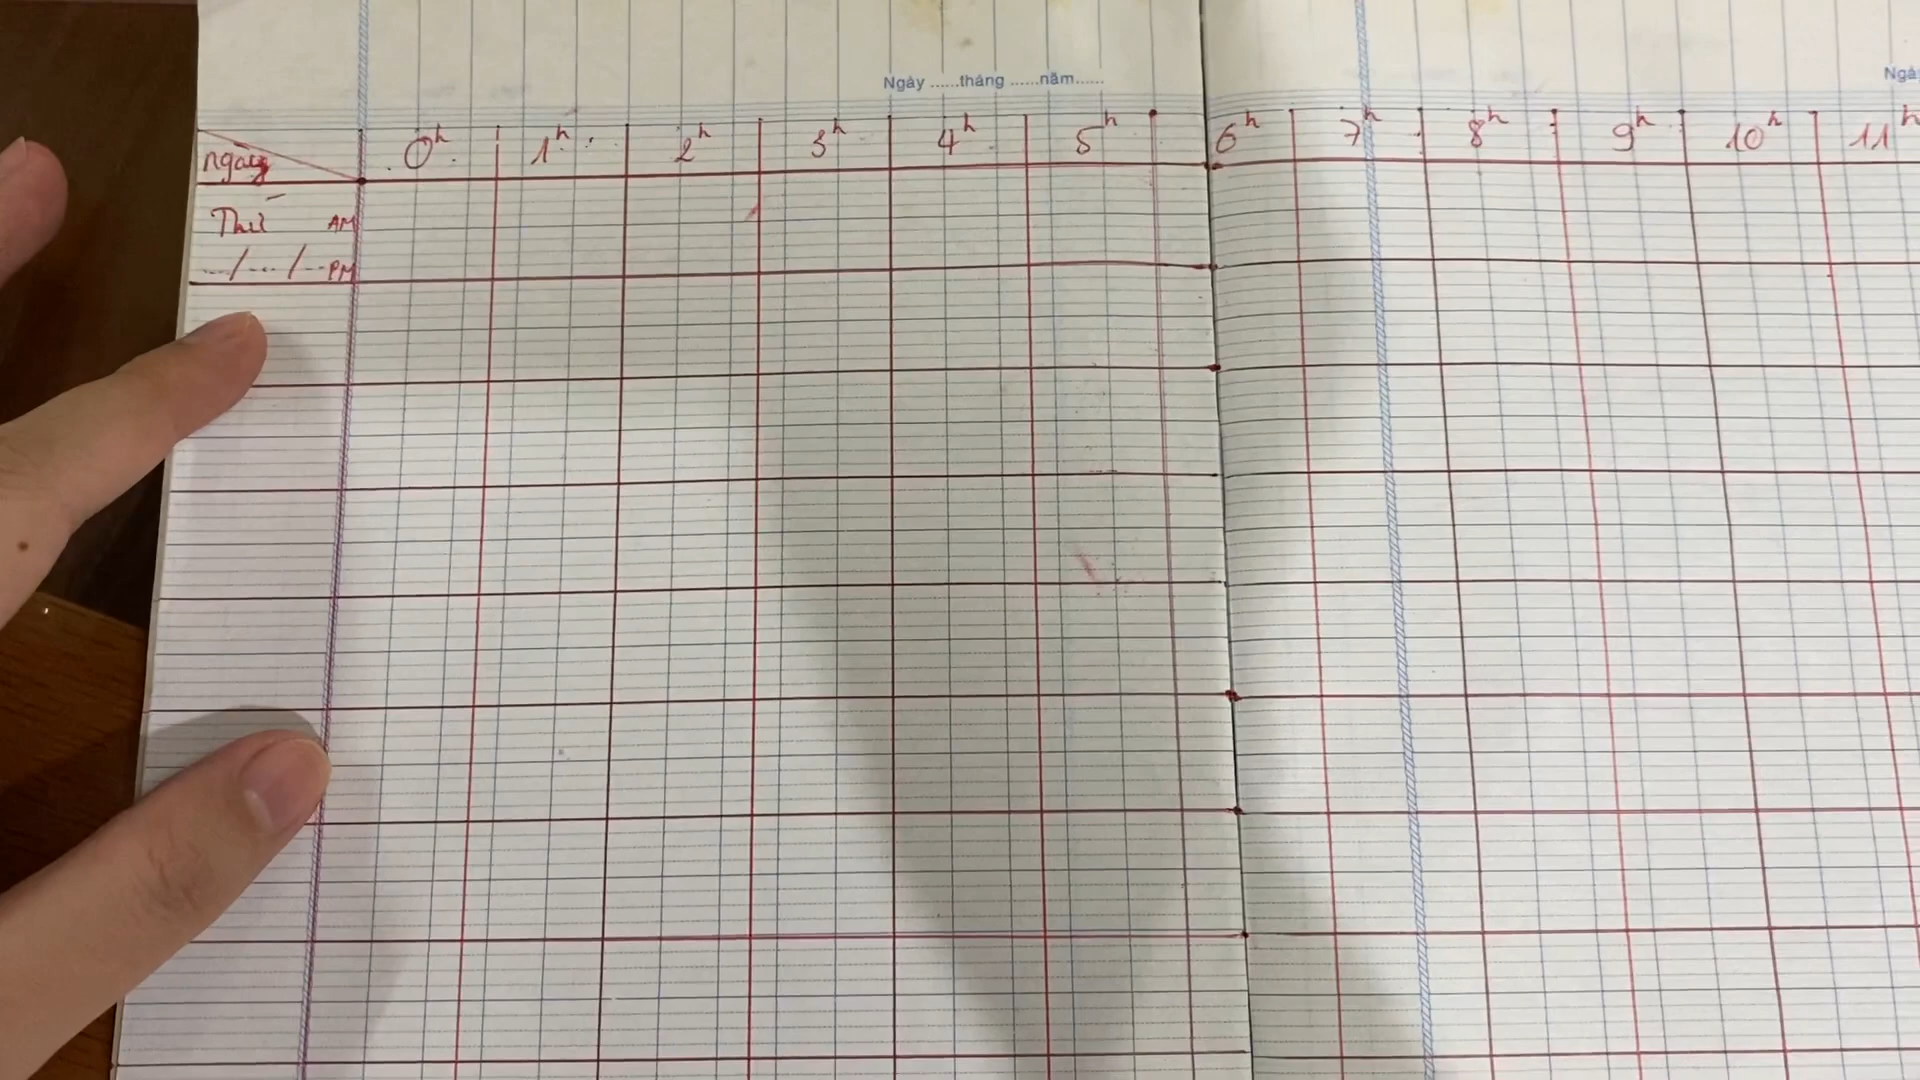 Ngày ......tháng ......năm......
Ngà
ngày 0h 1h 2h 3h 4h 5h 6h 7h 8h 9h 10h 11h
Thứ AM
.../.../... PM